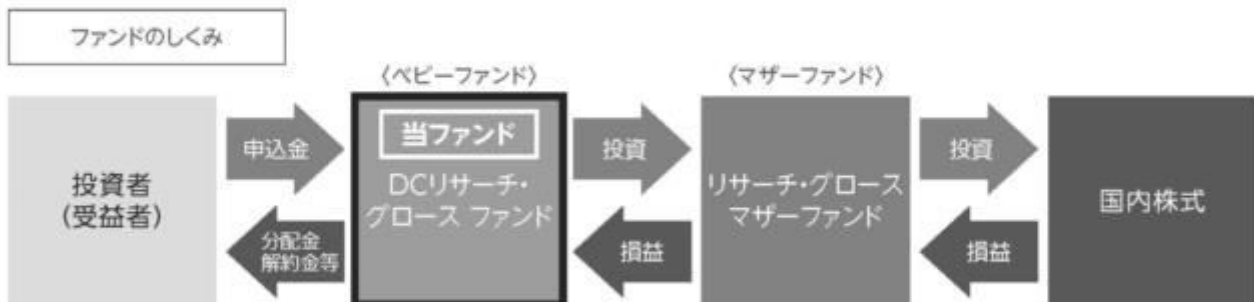 ファンドのしくみ
〈ベビーファンド〉
〈マザーファンド〉
投資者
(受益者)
申込金
分配金
解約金等
当ファンド
DCリサーチ・
グロース ファンド
投資
損益
リサーチ・グロース
マザーファンド
投資
損益
国内株式